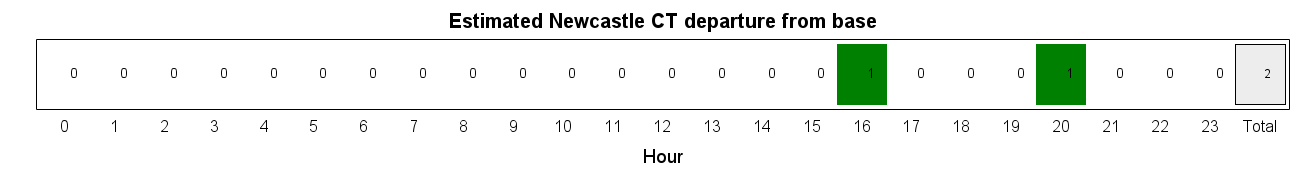 Estimated Newcastle CT departure from base
0 0 0 0 0 0 0 0 0 0 0 0 0 0 0 0 1 0 0 0 1 0 0 0 2
0 1 2 3 4 5 6 7 8 9 10 11 12 13 14 15 16 17 18 19 20 21 22 23 Total
Hour